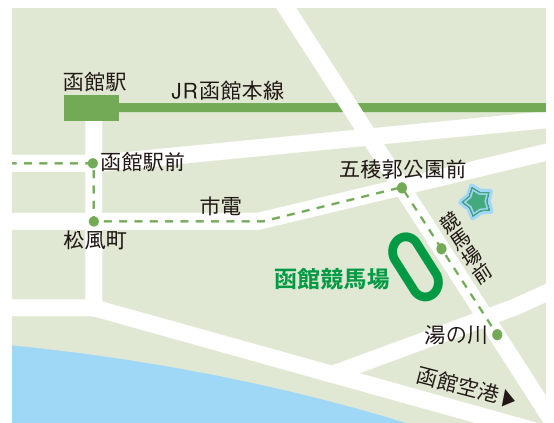 函館駅
JR函館本線
函館駅前
五稜郭公園前
市電
松風町
競馬場前
函館競馬場
湯の川
函館空港